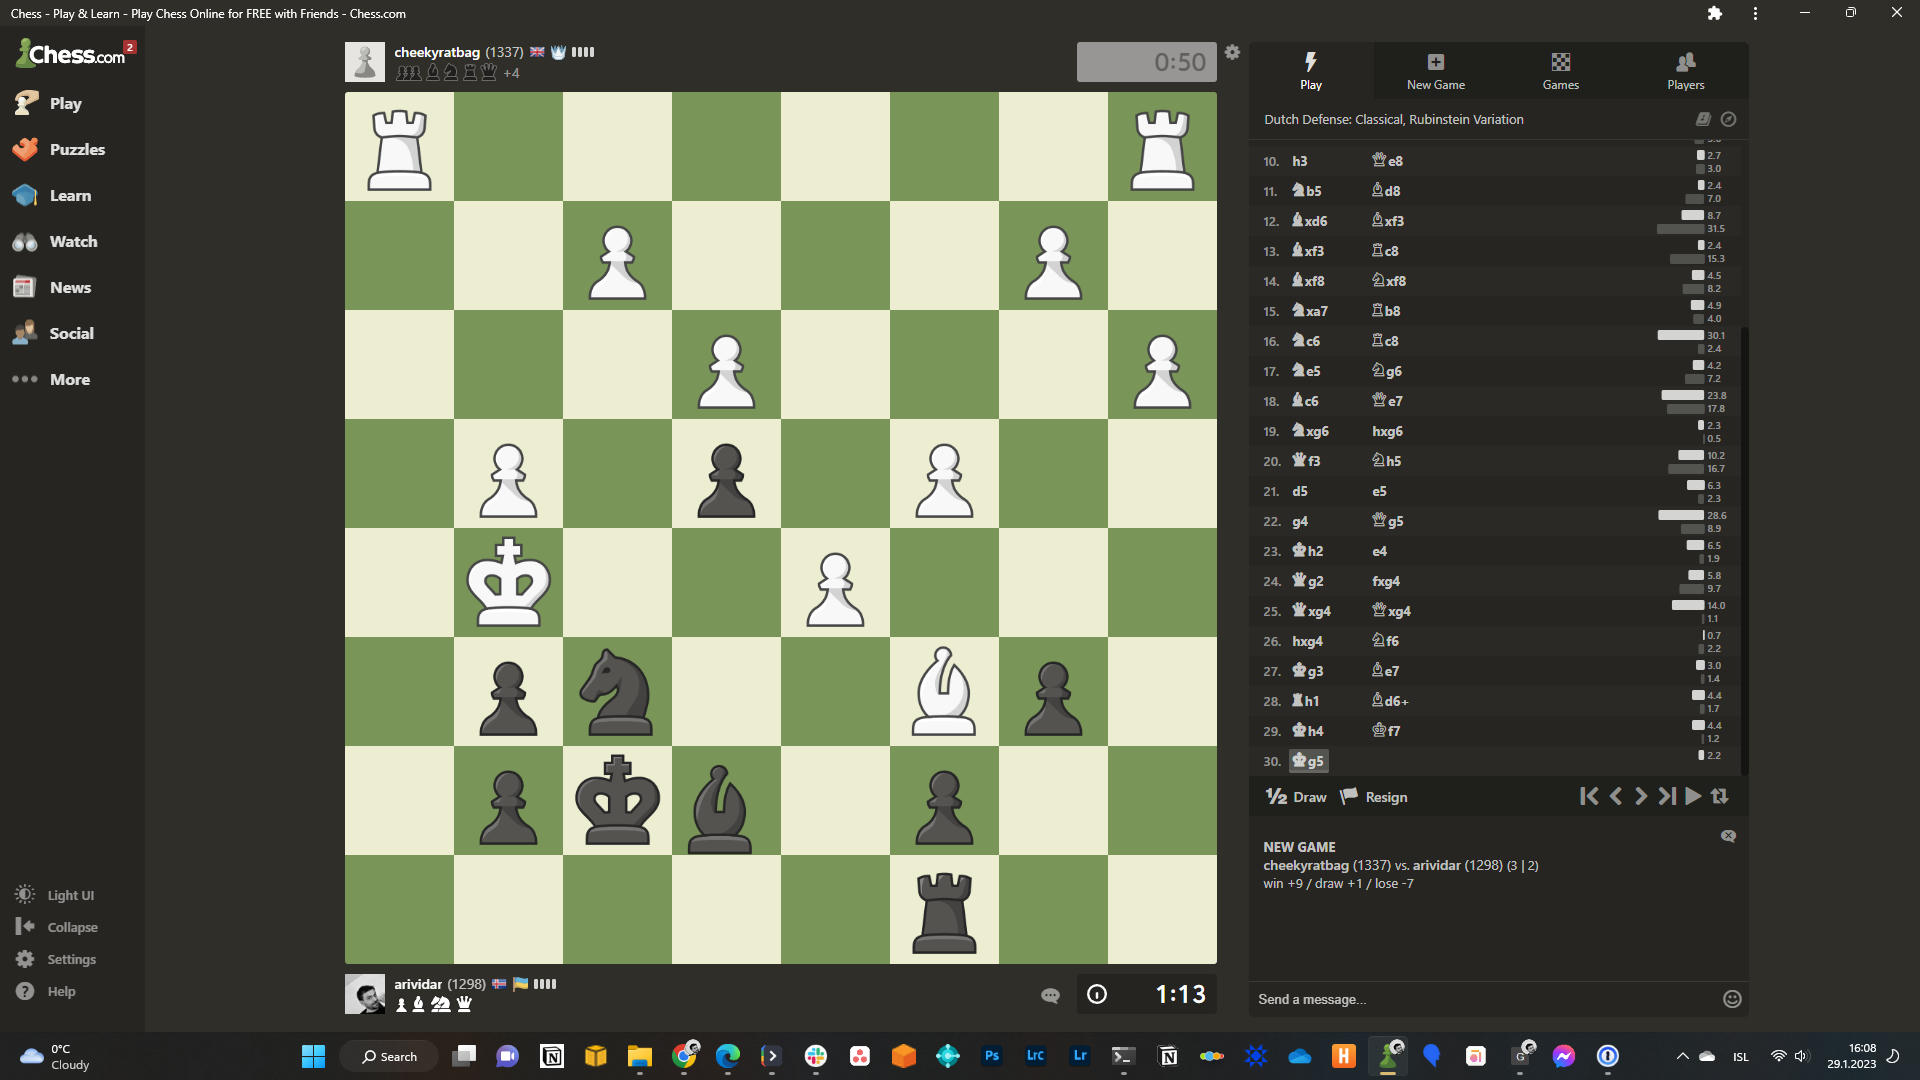 Chess - Play & Learn - Play Chess Online for FREE with Friends - Chess.com
Chess.com 2
Play
Puzzles
Learn
Watch
News
Social
More
Light UI
Collapse
Settings
Help
cheekyratbag (1337)
+4
0:50
arividar (1298)
1:13
Play
New Game
Games
Players
Dutch Defense: Classical, Rubinstein Variation
10. h3 e8 2.7
3.0
11. b5 d8 2.4
7.0
12. xd6 xf3 8.7
31.5
13. xf3 c8 2.4
15.3
14. xf8 xf8 4.5
8.2
15. xa7 b8 4.9
4.0
16. c6 c8 30.1
2.4
17. e5 g6 4.2
7.2
18. c6 e7 23.8
17.8
19. xg6 hxg6 2.3
0.5
20. f3 h5 10.2
16.7
21. d5 e5 6.3
2.3
22. g4 g5 28.6
8.9
23. h2 e4 6.5
1.9
24. g2 fxg4 5.8
9.7
25. xg4 xg4 14.0
1.1
26. hxg4 f6 0.7
2.2
27. g3 e7 3.0
1.4
28. h1 d6+ 4.4
1.7
29. h4 f7 4.4
1.2
30. g5 2.2
½ Draw Resign
NEW GAME
cheekyratbag (1337) vs. arividar (1298) (3 | 2)
win +9 / draw +1 / lose -7
Send a message...
0°C
Cloudy
Search
Ps
LrC
Lr
ISL
16:08
29.1.2023